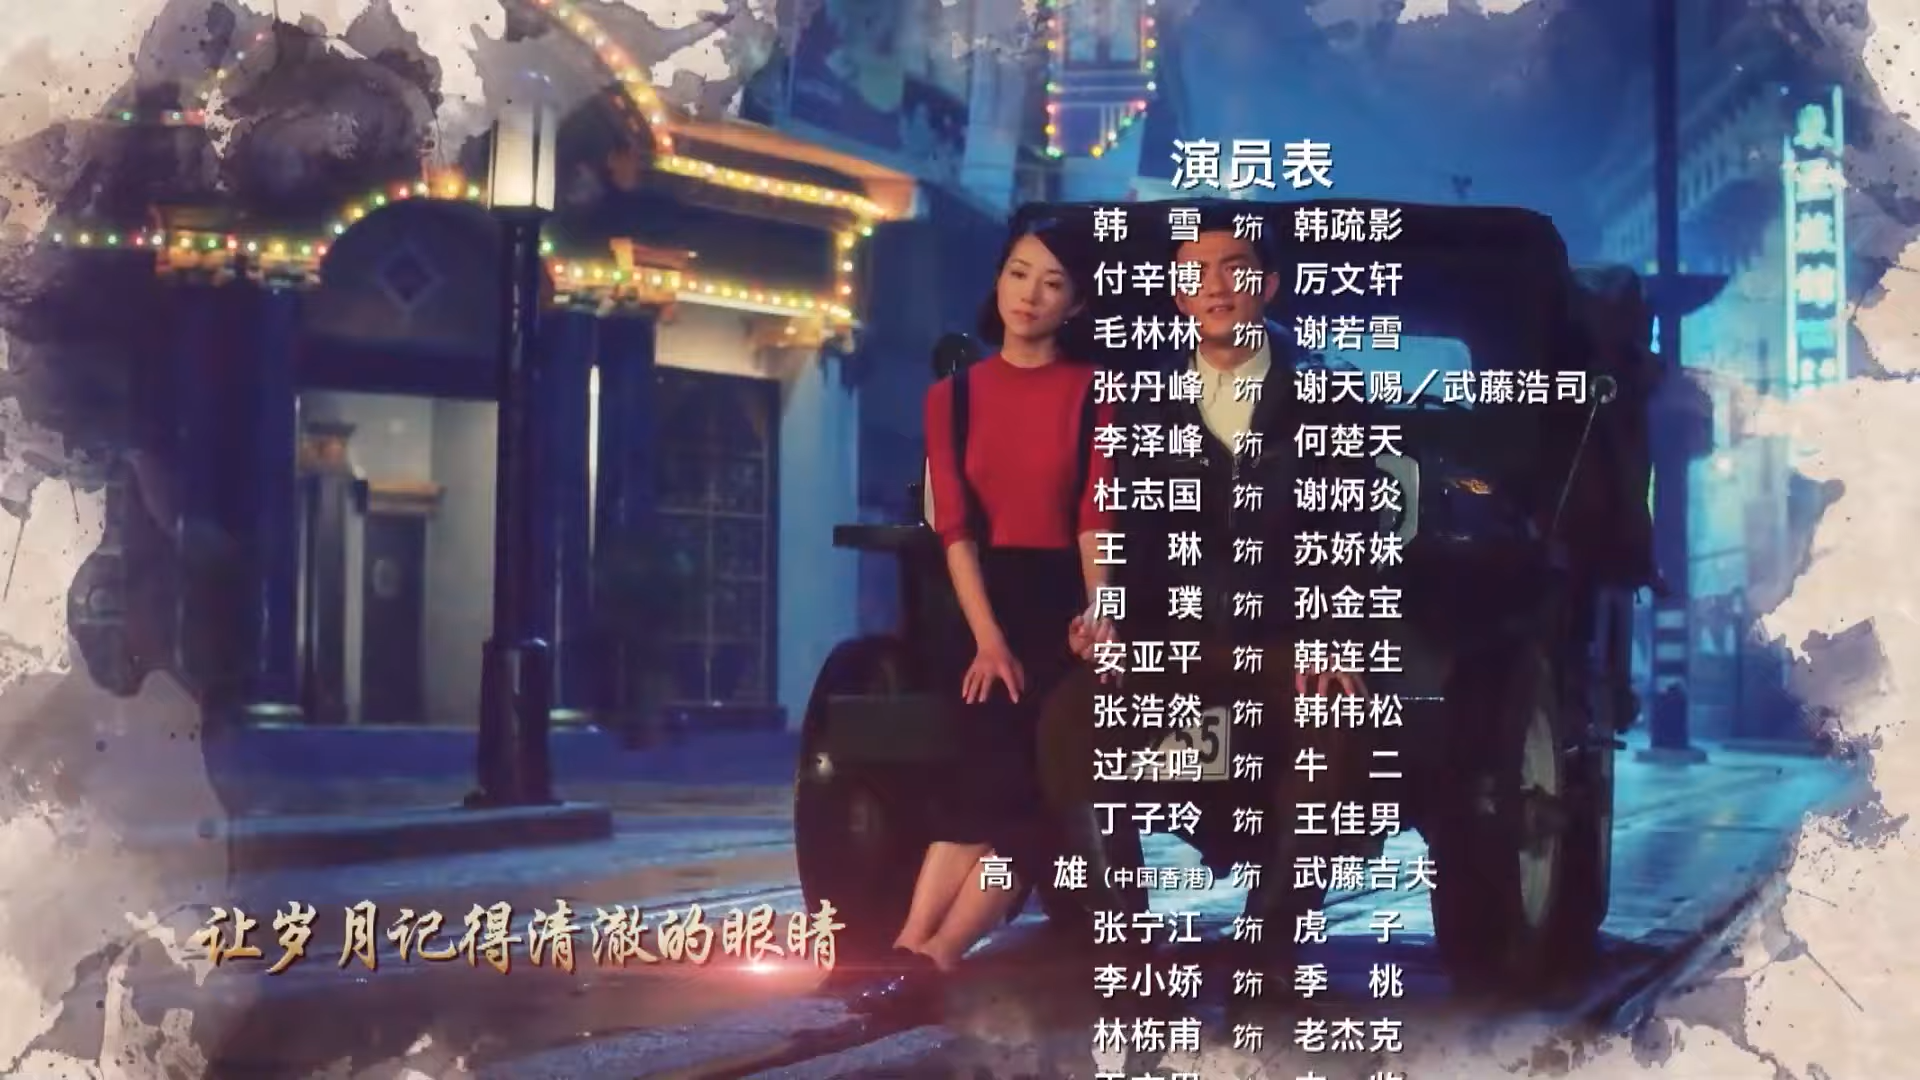 演员表
韩 雪 饰 韩疏影
付辛博 饰 厉文轩
毛林林 饰 谢若雪
张丹峰 饰 谢天赐／武藤浩司
李泽峰 饰 何楚天
杜志国 饰 谢炳炎
王 琳 饰 苏娇妹
周 璞 饰 孙金宝
安亚平 饰 韩连生
张浩然 饰 韩伟松
过齐鸣 饰 牛 二
丁子玲 饰 王佳男
高 雄（中国香港）饰 武藤吉夫
张宁江 饰 虎 子
李小娇 饰 季 桃
林栋甫 饰 老杰克
让岁月记得清澈的眼睛